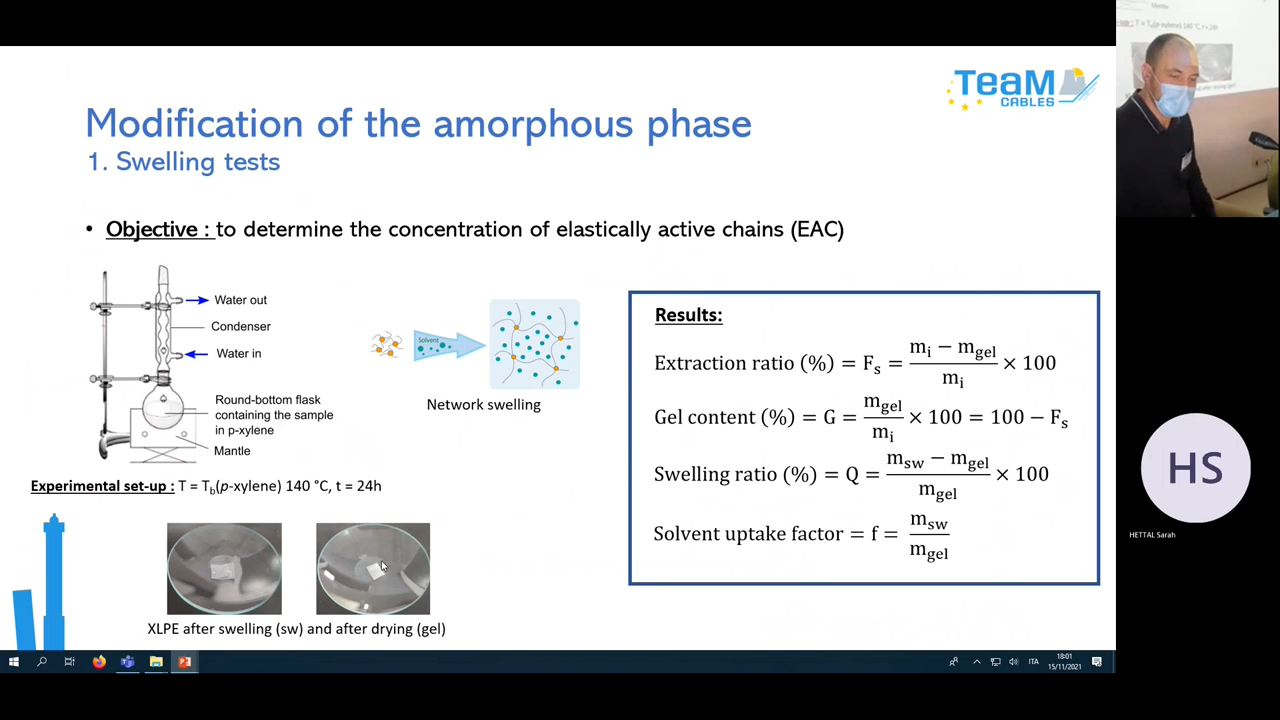 TeaM
CABLES
Modification of the amorphous phase
1. Swelling tests
• Objective : to determine the concentration of elastically active chains (EAC)
Water out
Condenser
Water in
Round-bottom flask
containing the sample
in p-xylene
Mantle
Solvent
Network swelling
Experimental set-up : T = Tb(p-xylene) 140 °C, t = 24h
XLPE after swelling (sw) and after drying (gel)
Results:
Extraction ratio (%) = Fs = (mi − mgel)/mi × 100
Gel content (%) = G = mgel/mi × 100 = 100 − Fs
Swelling ratio (%) = Q = (msw − mgel)/mgel × 100
Solvent uptake factor = f = msw/mgel
HS
HETTAL Sarah
ITA
18:01
15/11/2021